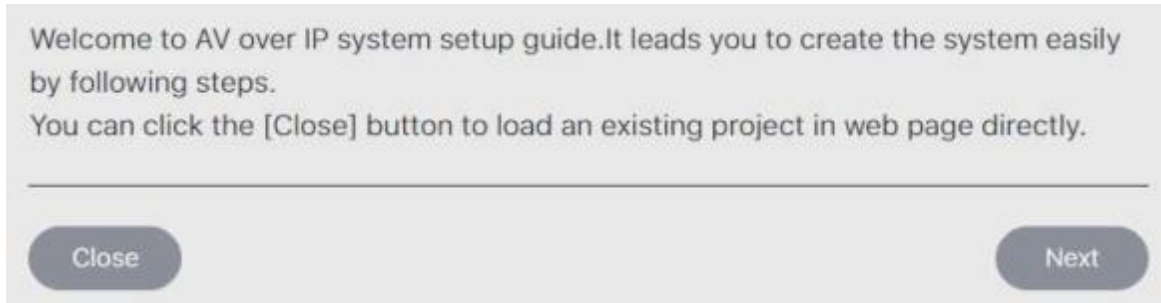 Welcome to AV over IP system setup guide.It leads you to create the system easily
by following steps.
You can click the [Close] button to load an existing project in web page directly.
Close
Next